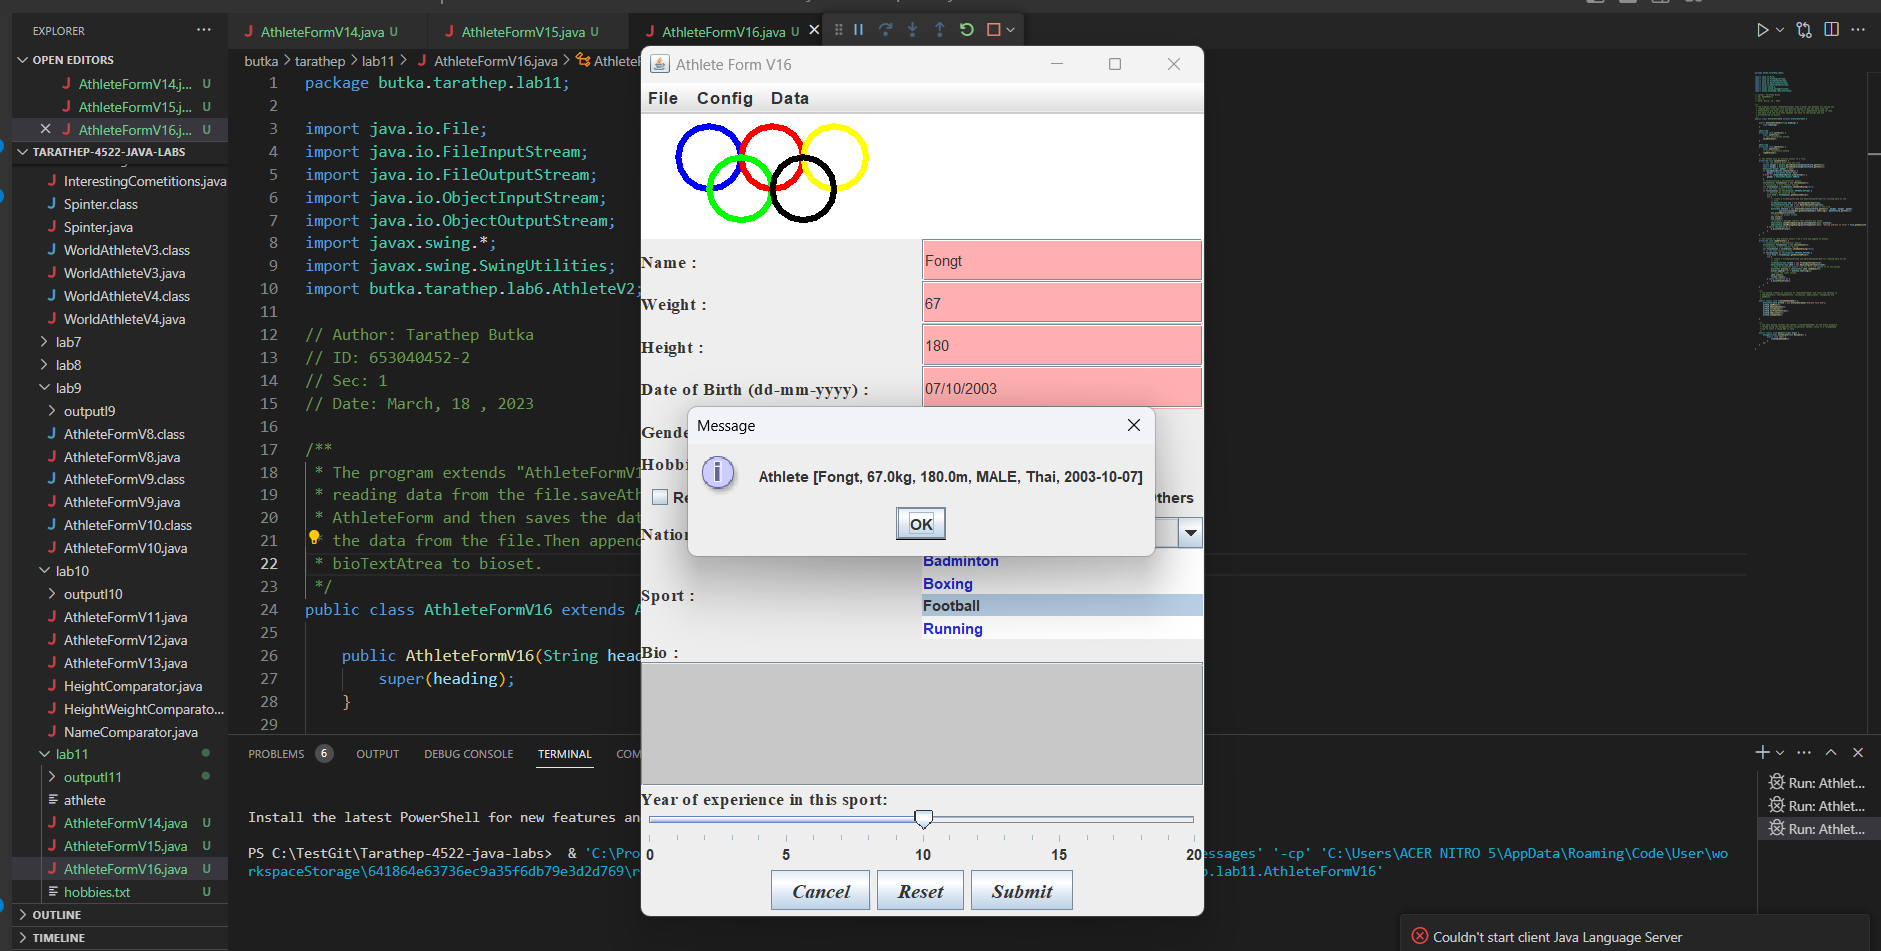 EXPLORER
OPEN EDITORS
AthleteFormV14.j... U
AthleteFormV15.j... U
AthleteFormV16.j... U
TARATHEP-4522-JAVA-LABS
InterestingCometitions.java
Spinter.class
Spinter.java
WorldAthleteV3.class
WorldAthleteV3.java
WorldAthleteV4.class
WorldAthleteV4.java
lab7
lab8
lab9
outputl9
AthleteFormV8.class
AthleteFormV8.java
AthleteFormV9.class
AthleteFormV9.java
AthleteFormV10.class
AthleteFormV10.java
lab10
outputl10
AthleteFormV11.java
AthleteFormV12.java
AthleteFormV13.java
HeightComparator.java
HeightWeightComparato...
NameComparator.java
lab11
outputl11
athlete
AthleteFormV14.java U
AthleteFormV15.java U
AthleteFormV16.java U
hobbies.txt U
OUTLINE
TIMELINE
AthleteFormV14.java U
AthleteFormV15.java U
AthleteFormV16.java U
butka > tarathep > lab11 > AthleteFormV16.java > AthleteF
1 package butka.tarathep.lab11;
2
3 import java.io.File;
4 import java.io.FileInputStream;
5 import java.io.FileOutputStream;
6 import java.io.ObjectInputStream;
7 import java.io.ObjectOutputStream;
8 import javax.swing.*;
9 import javax.swing.SwingUtilities;
10 import butka.tarathep.lab6.AthleteV2;
11
12 // Author: Tarathep Butka
13 // ID: 653040452-2
14 // Sec: 1
15 // Date: March, 18 , 2023
16
17 /**
18 * The program extends "AthleteFormV1
19 * reading data from the file.saveAth
20 * AthleteForm and then saves the dat
21 * the data from the file.Then append
22 * bioTextAtrea to bioset.
23 */
24 public class AthleteFormV16 extends A
25
26 public AthleteFormV16(String head
27 super(heading);
28 }
29
Athlete Form V16
File Config Data
Name : Fongt
Weight : 67
Height : 180
Date of Birth (dd-mm-yyyy) : 07/10/2003
Gende
Hobbi
Re
thers
Nation
Message
Athlete [Fongt, 67.0kg, 180.0m, MALE, Thai, 2003-10-07]
OK
Badminton
Boxing
Sport :
Football
Running
Bio :
Year of experience in this sport:
0 5 10 15 20
Cancel Reset Submit
PROBLEMS 6 OUTPUT DEBUG CONSOLE TERMINAL COM
Install the latest PowerShell for new features an
PS C:\TestGit\Tarathep-4522-java-labs> & 'C:\Pro
essages' '-cp' 'C:\Users\ACER NITRO 5\AppData\Roaming\Code\User\wo
rkspaceStorage\641864e63736ec9a35f6db79e3d2d769\r
.lab11.AthleteFormV16'
Run: Athlet...
Run: Athlet...
Run: Athlet...
Couldn't start client Java Language Server